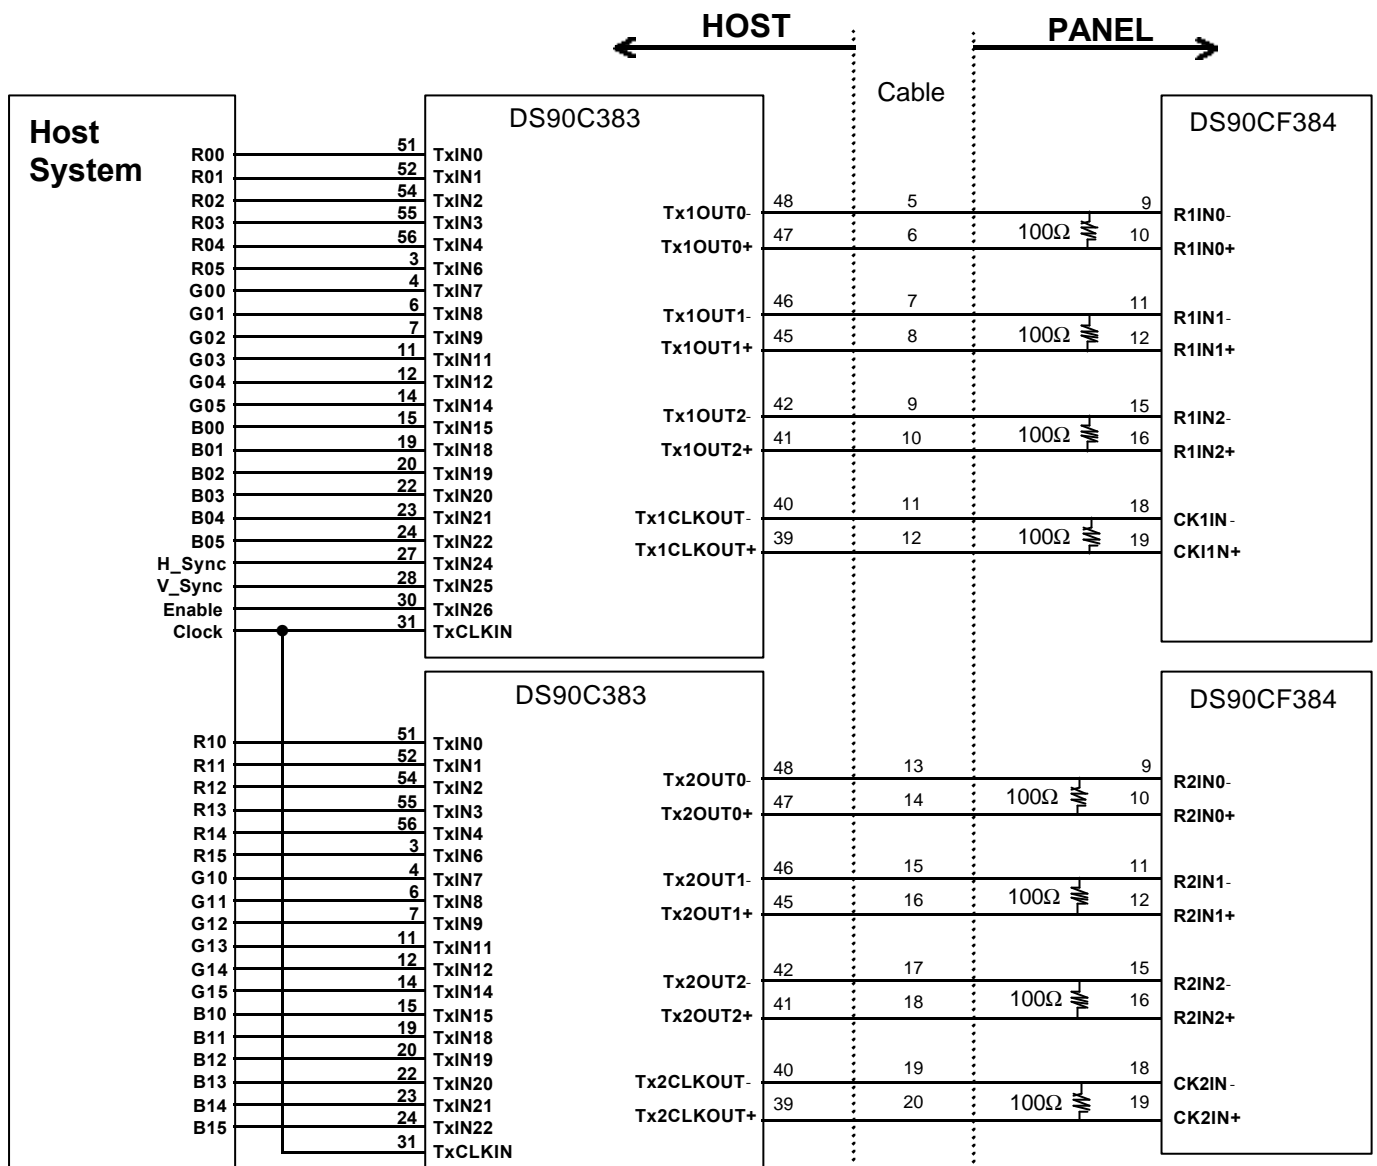 HOST PANEL
Cable
Host
System
DS90C383
DS90CF384
R00 51 TxIN0
R01 52 TxIN1
R02 54 TxIN2
R03 55 TxIN3
R04 56 TxIN4
R05 3 TxIN6
G00 4 TxIN7
G01 6 TxIN8
G02 7 TxIN9
G03 11 TxIN11
G04 12 TxIN12
G05 14 TxIN14
B00 15 TxIN15
B01 19 TxIN18
B02 20 TxIN19
B03 22 TxIN20
B04 23 TxIN21
B05 24 TxIN22
H_Sync 27 TxIN24
V_Sync 28 TxIN25
Enable 30 TxIN26
Clock 31 TxCLKIN
Tx1OUT0- 48 5 9 R1IN0-
100Ω
Tx1OUT0+ 47 6 10 R1IN0+
Tx1OUT1- 46 7 11 R1IN1-
100Ω
Tx1OUT1+ 45 8 12 R1IN1+
Tx1OUT2- 42 9 15 R1IN2-
100Ω
Tx1OUT2+ 41 10 16 R1IN2+
Tx1CLKOUT- 40 11 18 CK1IN-
100Ω
Tx1CLKOUT+ 39 12 19 CKI1N+
DS90C383
DS90CF384
R10 51 TxIN0
R11 52 TxIN1
R12 54 TxIN2
R13 55 TxIN3
R14 56 TxIN4
R15 3 TxIN6
G10 4 TxIN7
G11 6 TxIN8
G12 7 TxIN9
G13 11 TxIN11
G14 12 TxIN12
G15 14 TxIN14
B10 15 TxIN15
B11 19 TxIN18
B12 20 TxIN19
B13 22 TxIN20
B14 23 TxIN21
B15 24 TxIN22
31 TxCLKIN
Tx2OUT0- 48 13 9 R2IN0-
100Ω
Tx2OUT0+ 47 14 10 R2IN0+
Tx2OUT1- 46 15 11 R2IN1-
100Ω
Tx2OUT1+ 45 16 12 R2IN1+
Tx2OUT2- 42 17 15 R2IN2-
100Ω
Tx2OUT2+ 41 18 16 R2IN2+
Tx2CLKOUT- 40 19 18 CK2IN-
100Ω
Tx2CLKOUT+ 39 20 19 CK2IN+